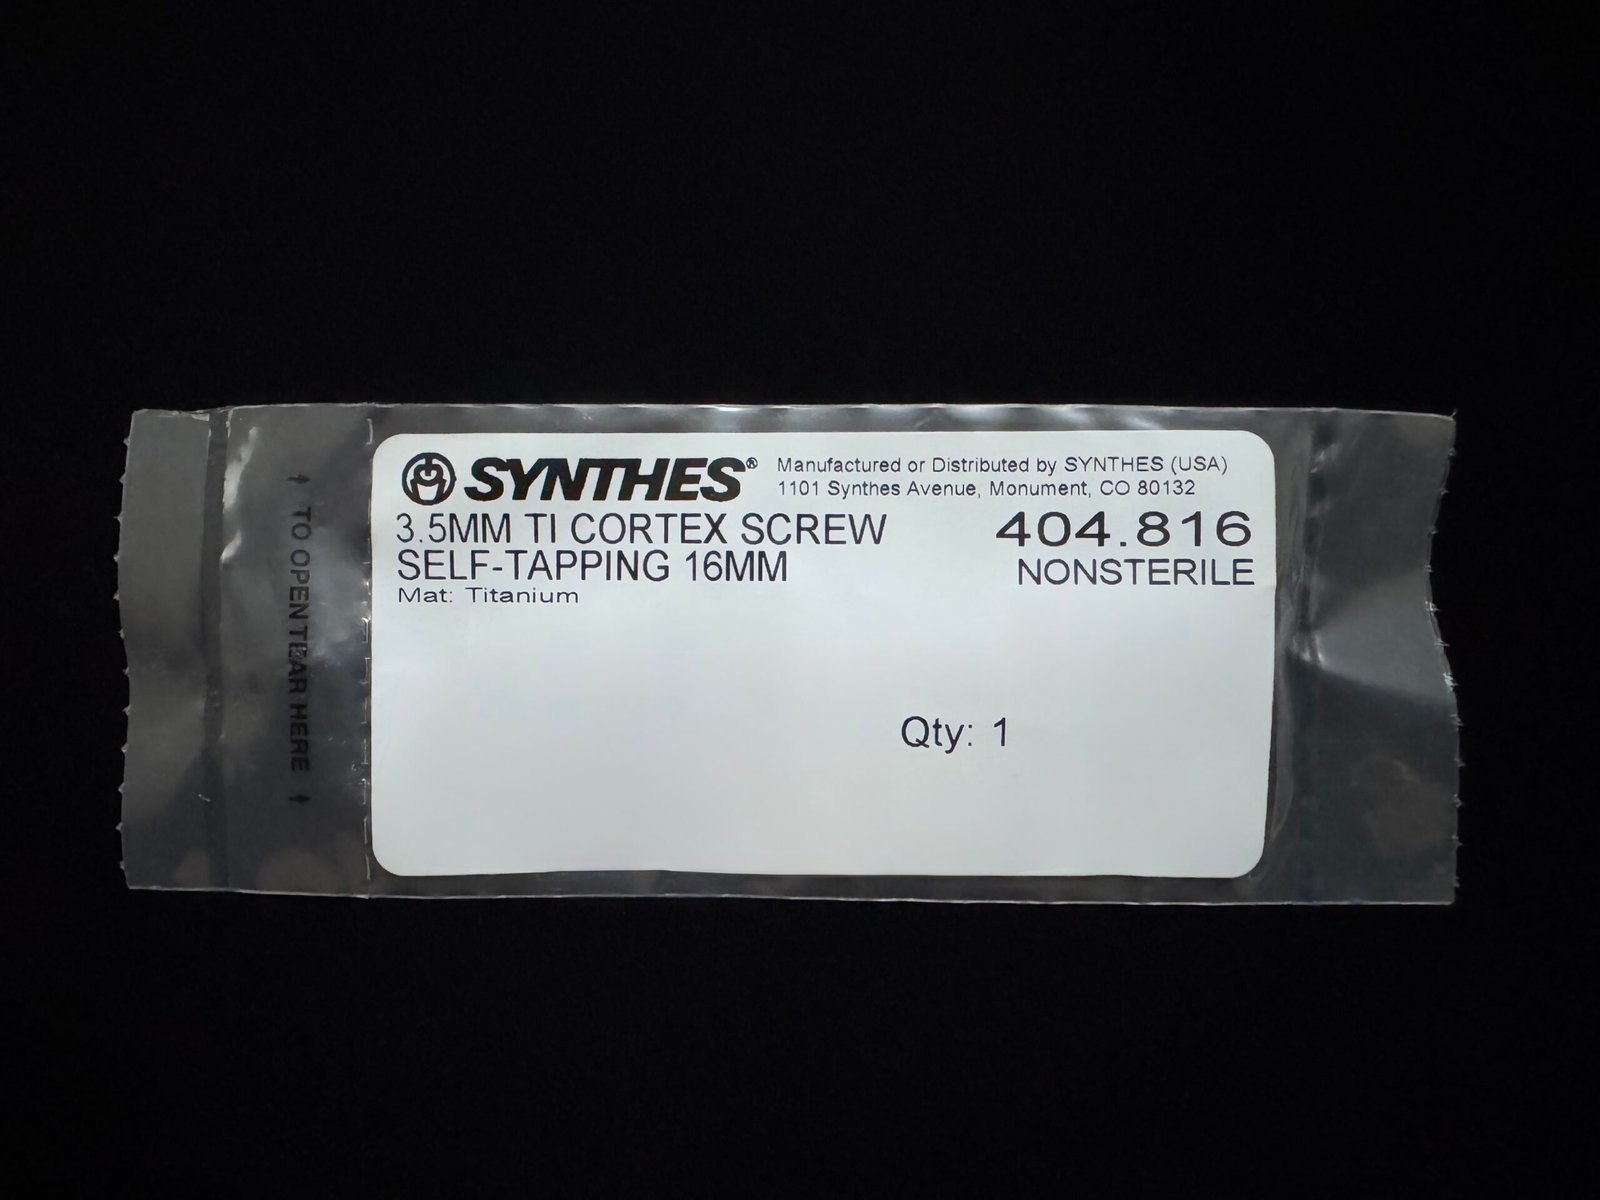 SYNTHES®
Manufactured or Distributed by SYNTHES (USA)
1101 Synthes Avenue, Monument, CO 80132
3.5MM TI CORTEX SCREW
SELF-TAPPING 16MM
Mat: Titanium
404.816
NONSTERILE
Qty: 1
TO OPEN TEAR HERE